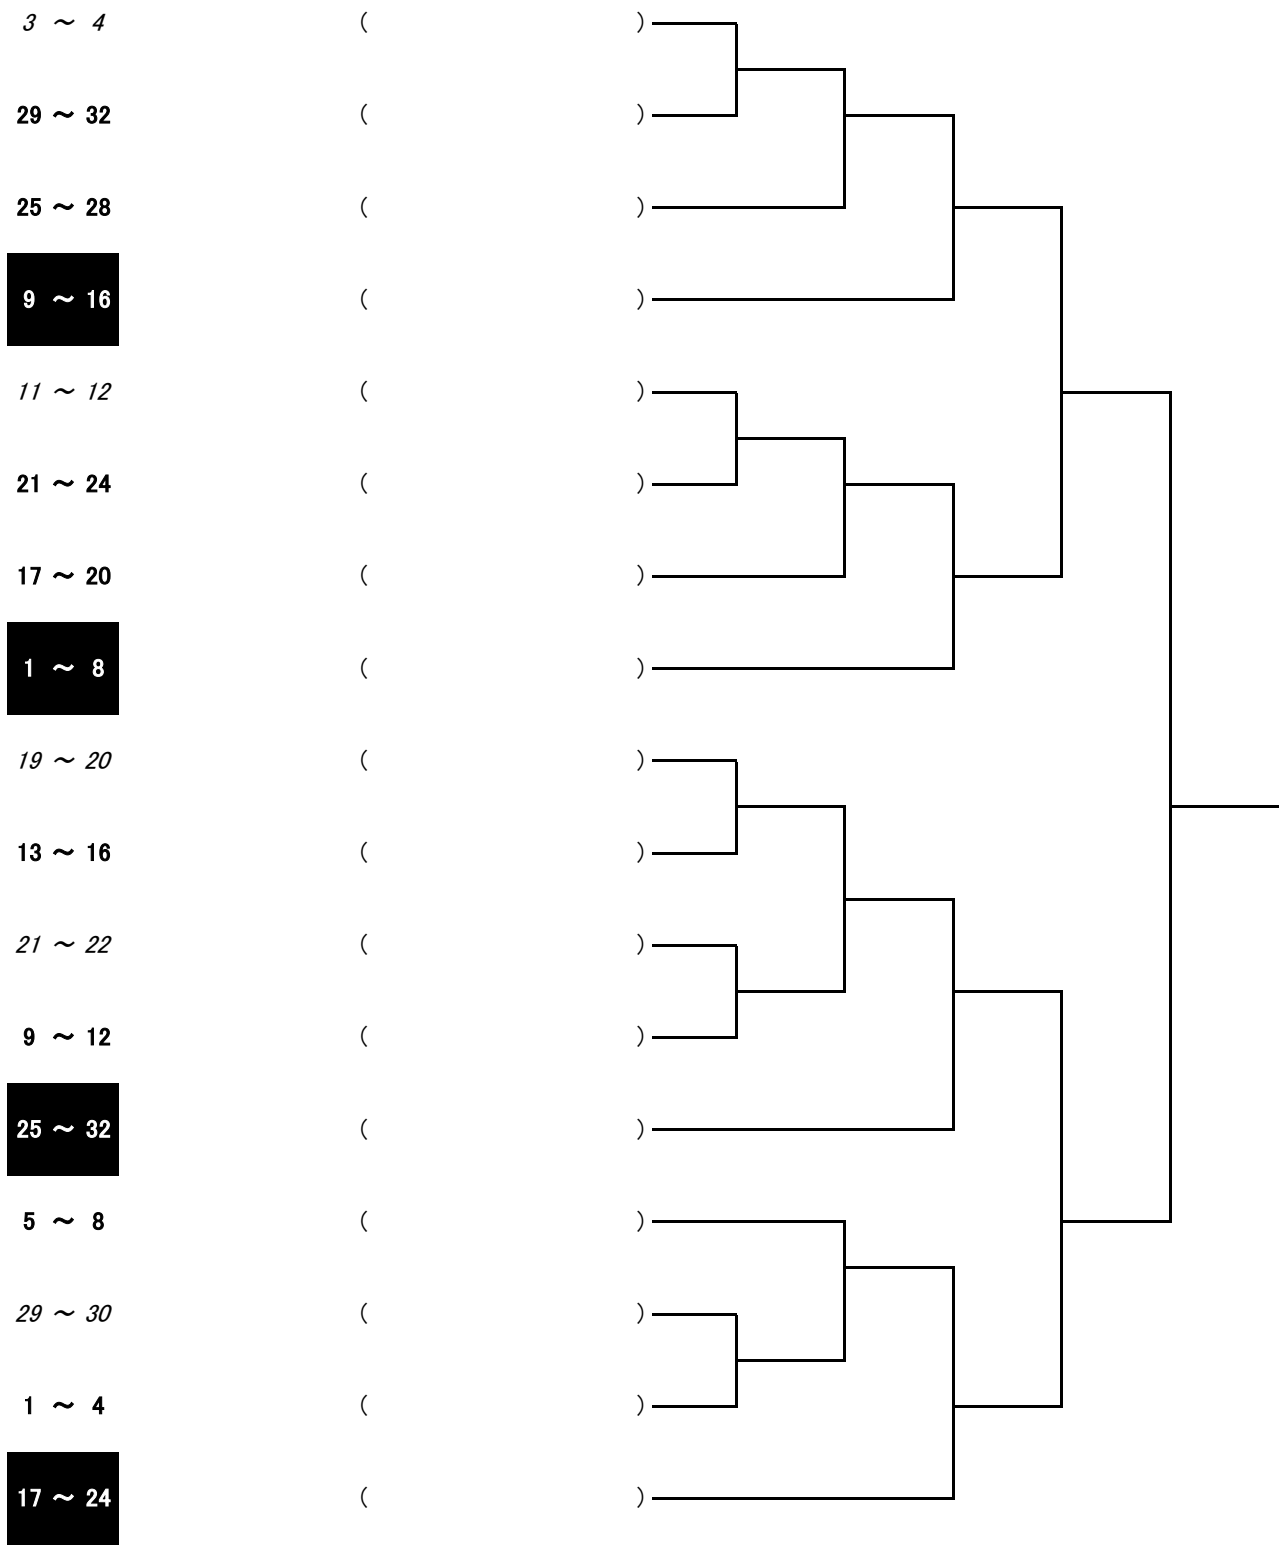 3 ～ 4 ( )
29 ～ 32 ( )
25 ～ 28 ( )
9 ～ 16 ( )
11 ～ 12 ( )
21 ～ 24 ( )
17 ～ 20 ( )
1 ～ 8 ( )
19 ～ 20 ( )
13 ～ 16 ( )
21 ～ 22 ( )
9 ～ 12 ( )
25 ～ 32 ( )
5 ～ 8 ( )
29 ～ 30 ( )
1 ～ 4 ( )
17 ～ 24 ( )